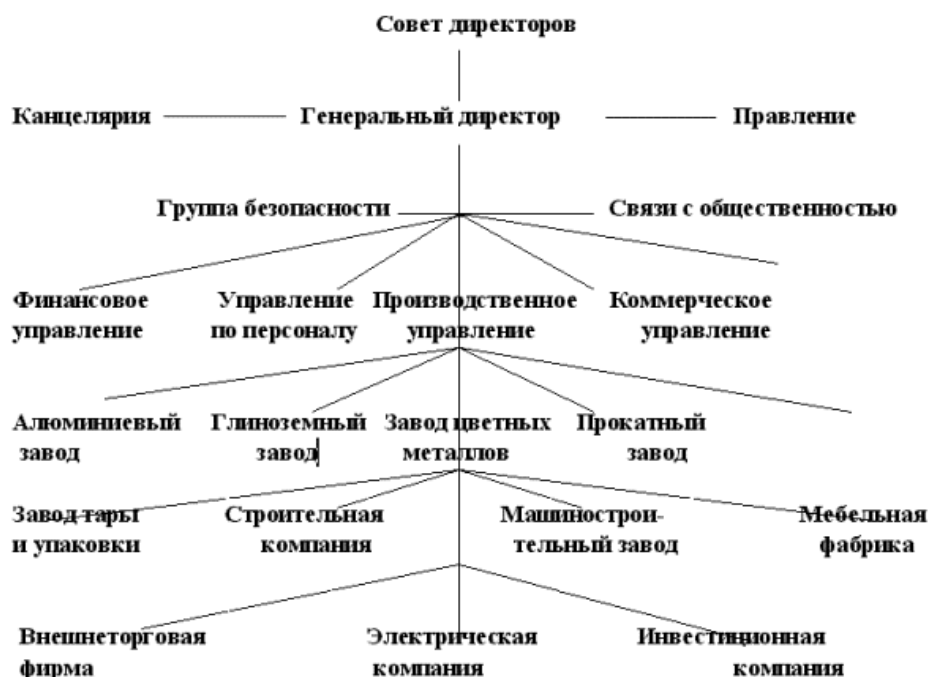 Совет директоров
Канцелярия Генеральный директор Правление
Группа безопасности Связи с общественностью
Финансовое Управление Производственное Коммерческое
управление по персоналу управление управление
Алюминиевый Глиноземный Завод цветных Прокатный
завод завод металлов завод
Завод тары Строительная Машинострои- Мебельная
и упаковки компания тельный завод фабрика
Внешнеторговая Электрическая Инвестиционная
фирма компания компания